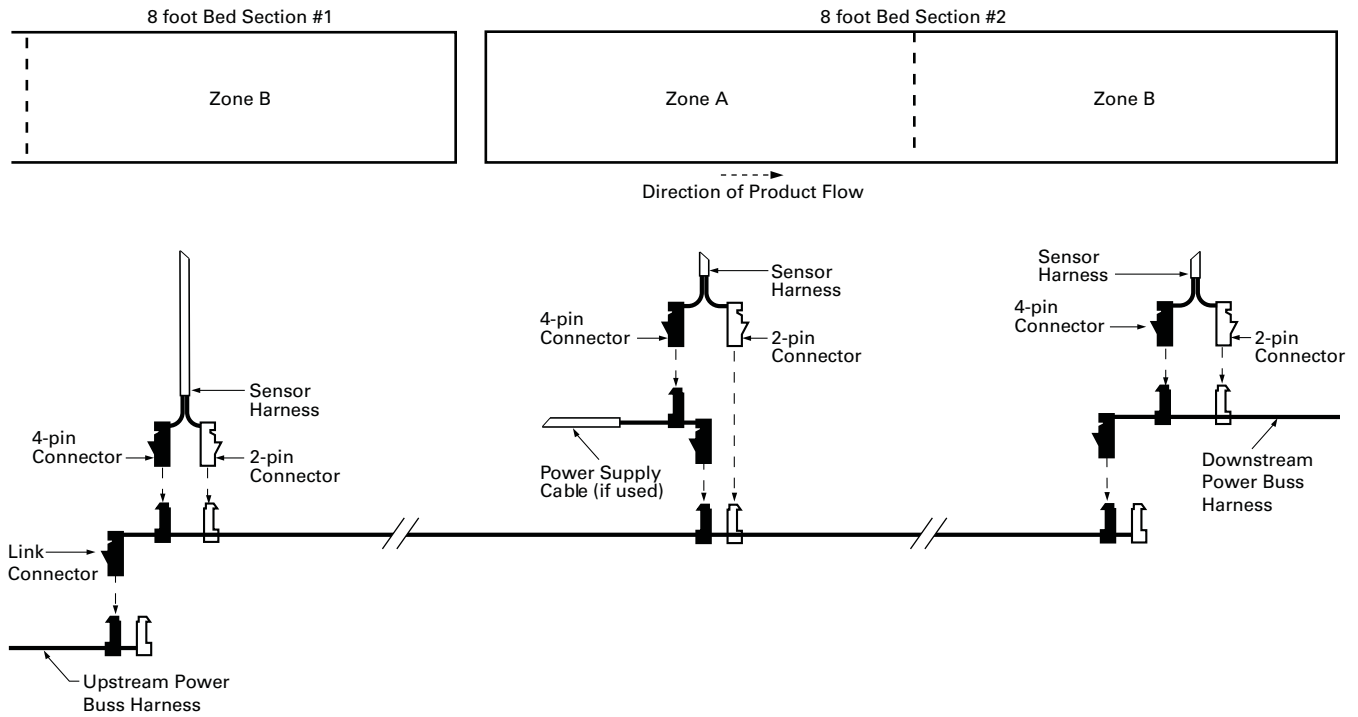 8 foot Bed Section #1
8 foot Bed Section #2
Zone B
Zone A
Zone B
Direction of Product Flow
Sensor
Harness
4-pin
Connector
2-pin
Connector
Sensor
Harness
4-pin
Connector
2-pin
Connector
Sensor
Harness
4-pin
Connector
2-pin
Connector
Power Supply
Cable (if used)
Downstream
Power Buss
Harness
Link
Connector
Upstream Power
Buss Harness